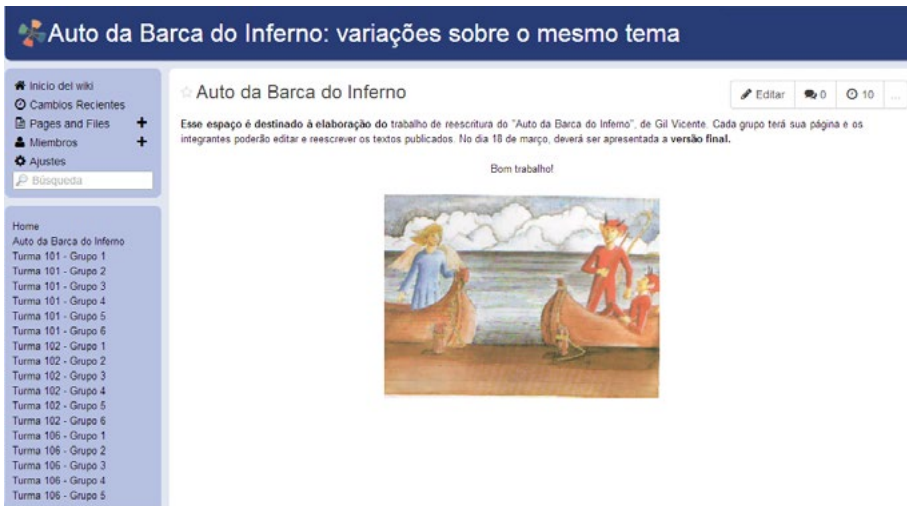 Auto da Barca do Inferno: variações sobre o mesmo tema
Inicio del wiki
Cambios Recientes
Pages and Files +
Miembros +
Ajustes
Búsqueda
Home
Auto da Barca do Inferno
Turma 101 - Grupo 1
Turma 101 - Grupo 2
Turma 101 - Grupo 3
Turma 101 - Grupo 4
Turma 101 - Grupo 5
Turma 101 - Grupo 6
Turma 102 - Grupo 1
Turma 102 - Grupo 2
Turma 102 - Grupo 3
Turma 102 - Grupo 4
Turma 102 - Grupo 5
Turma 102 - Grupo 6
Turma 106 - Grupo 1
Turma 106 - Grupo 2
Turma 106 - Grupo 3
Turma 106 - Grupo 4
Turma 106 - Grupo 5
Auto da Barca do Inferno
Editar 0 10 ...
Esse espaço é destinado à elaboração do trabalho de reescritura do "Auto da Barca do Inferno", de Gil Vicente. Cada grupo terá sua página e os
integrantes poderão editar e reescrever os textos publicados. No dia 18 de março, deverá ser apresentada a versão final.
Bom trabalho!